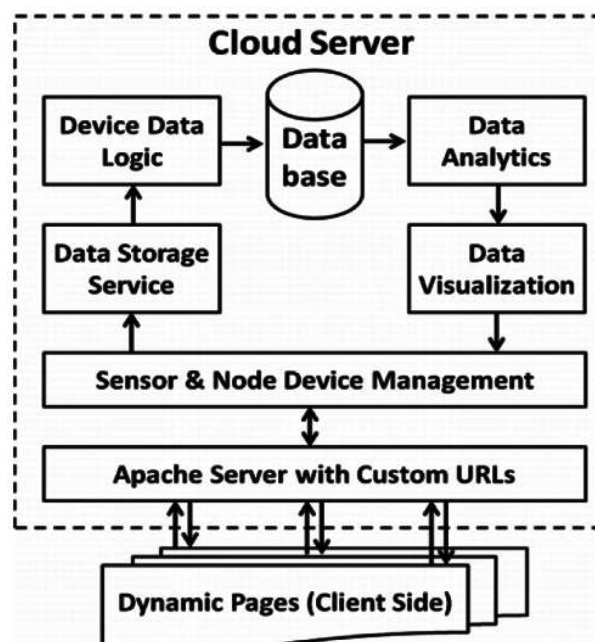 Cloud Server
Device Data
Logic
Data
base
Data
Analytics
Data Storage
Service
Data
Visualization
Sensor & Node Device Management
Apache Server with Custom URLs
Dynamic Pages (Client Side)